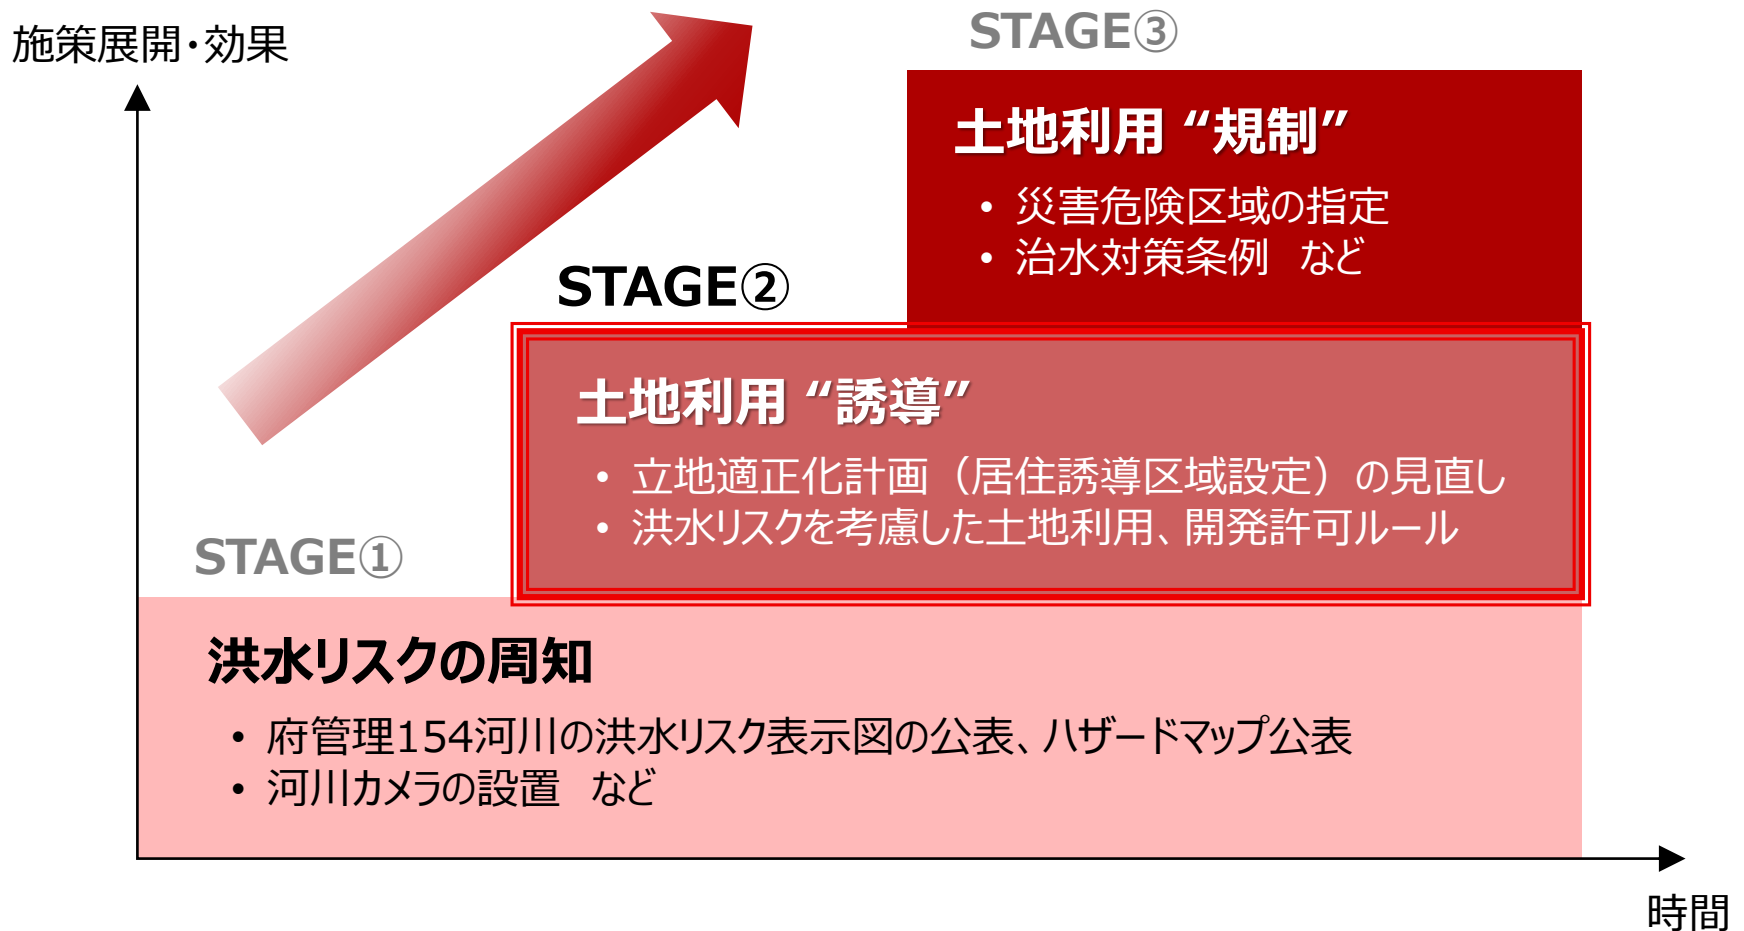 施策展開・効果
STAGE③
土地利用 “規制”
• 災害危険区域の指定
• 治水対策条例　など
STAGE②
土地利用 “誘導”
• 立地適正化計画（居住誘導区域設定）の見直し
• 洪水リスクを考慮した土地利用、開発許可ルール
STAGE①
洪水リスクの周知
• 府管理154河川の洪水リスク表示図の公表、ハザードマップ公表
• 河川カメラの設置　など
時間